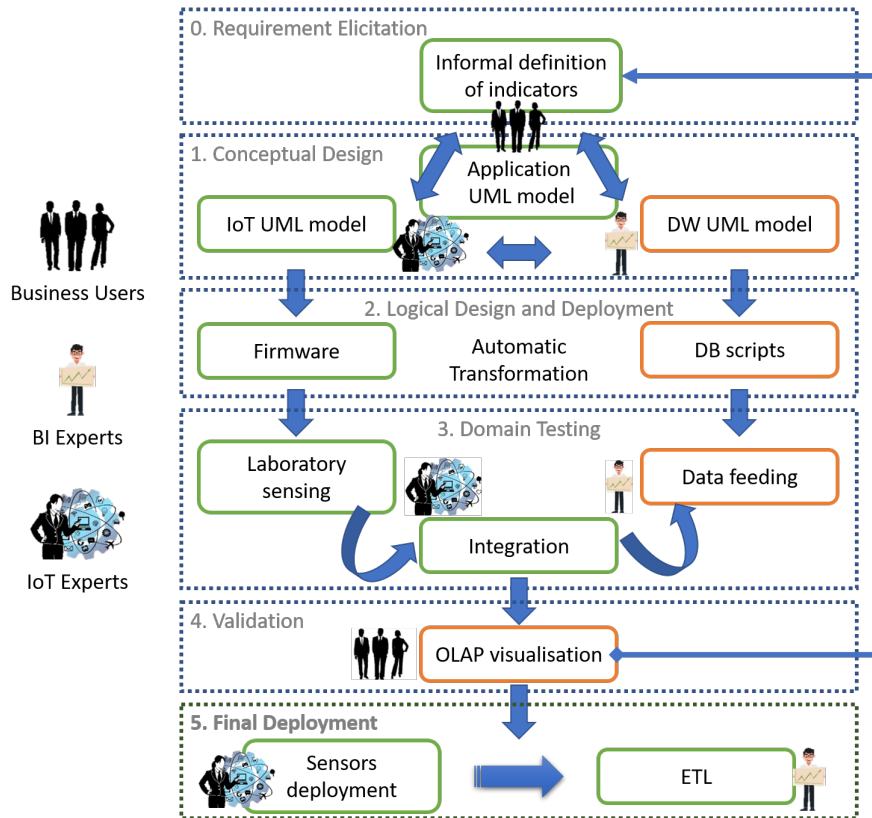 0. Requirement Elicitation
Informal definition
of indicators
1. Conceptual Design
Application
UML model
IoT UML model
DW UML model
Business Users
2. Logical Design and Deployment
Firmware
Automatic
Transformation
DB scripts
BI Experts
3. Domain Testing
Laboratory
sensing
Data feeding
Integration
IoT Experts
4. Validation
OLAP visualisation
5. Final Deployment
Sensors
deployment
ETL